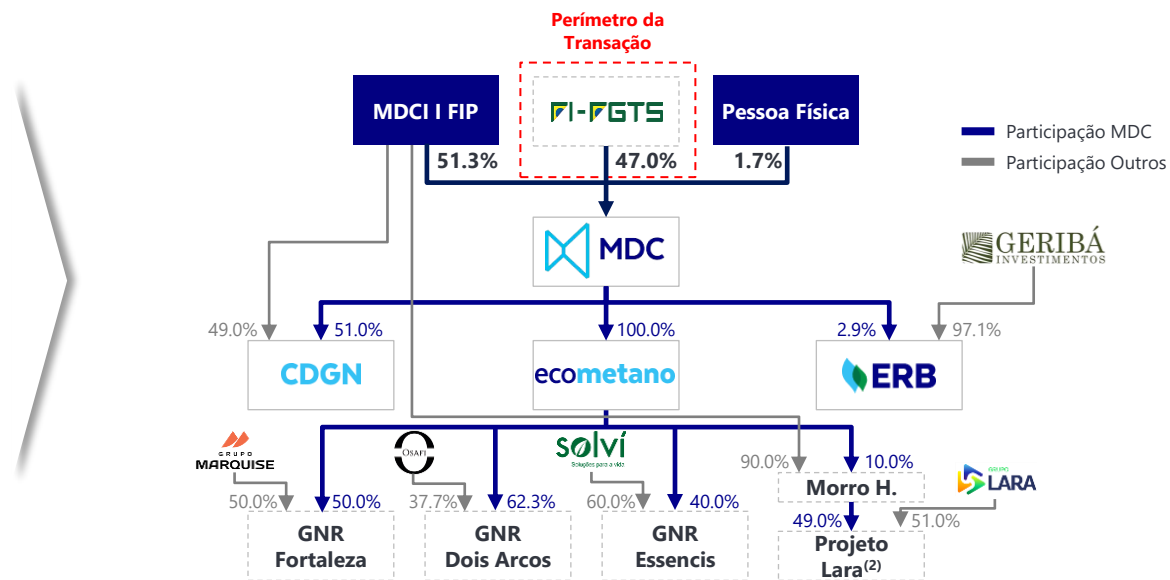 Perímetro da
Transação
MDCI I FIP
FI-FGTS
Pessoa Física
51.3%
47.0%
1.7%
Participação MDC
Participação Outros
MDC
GERIBÁ
INVESTIMENTOS
49.0%
51.0%
100.0%
2.9%
97.1%
CDGN
ecometano
ERB
GRUPO
MARQUISE
OSAFI
solví
Soluções para a vida
90.0%
10.0%
GRUPO
LARA
Morro H.
50.0%
50.0%
37.7%
62.3%
60.0%
40.0%
49.0%
51.0%
GNR
Fortaleza
GNR
Dois Arcos
GNR
Essencis
Projeto
Lara(2)